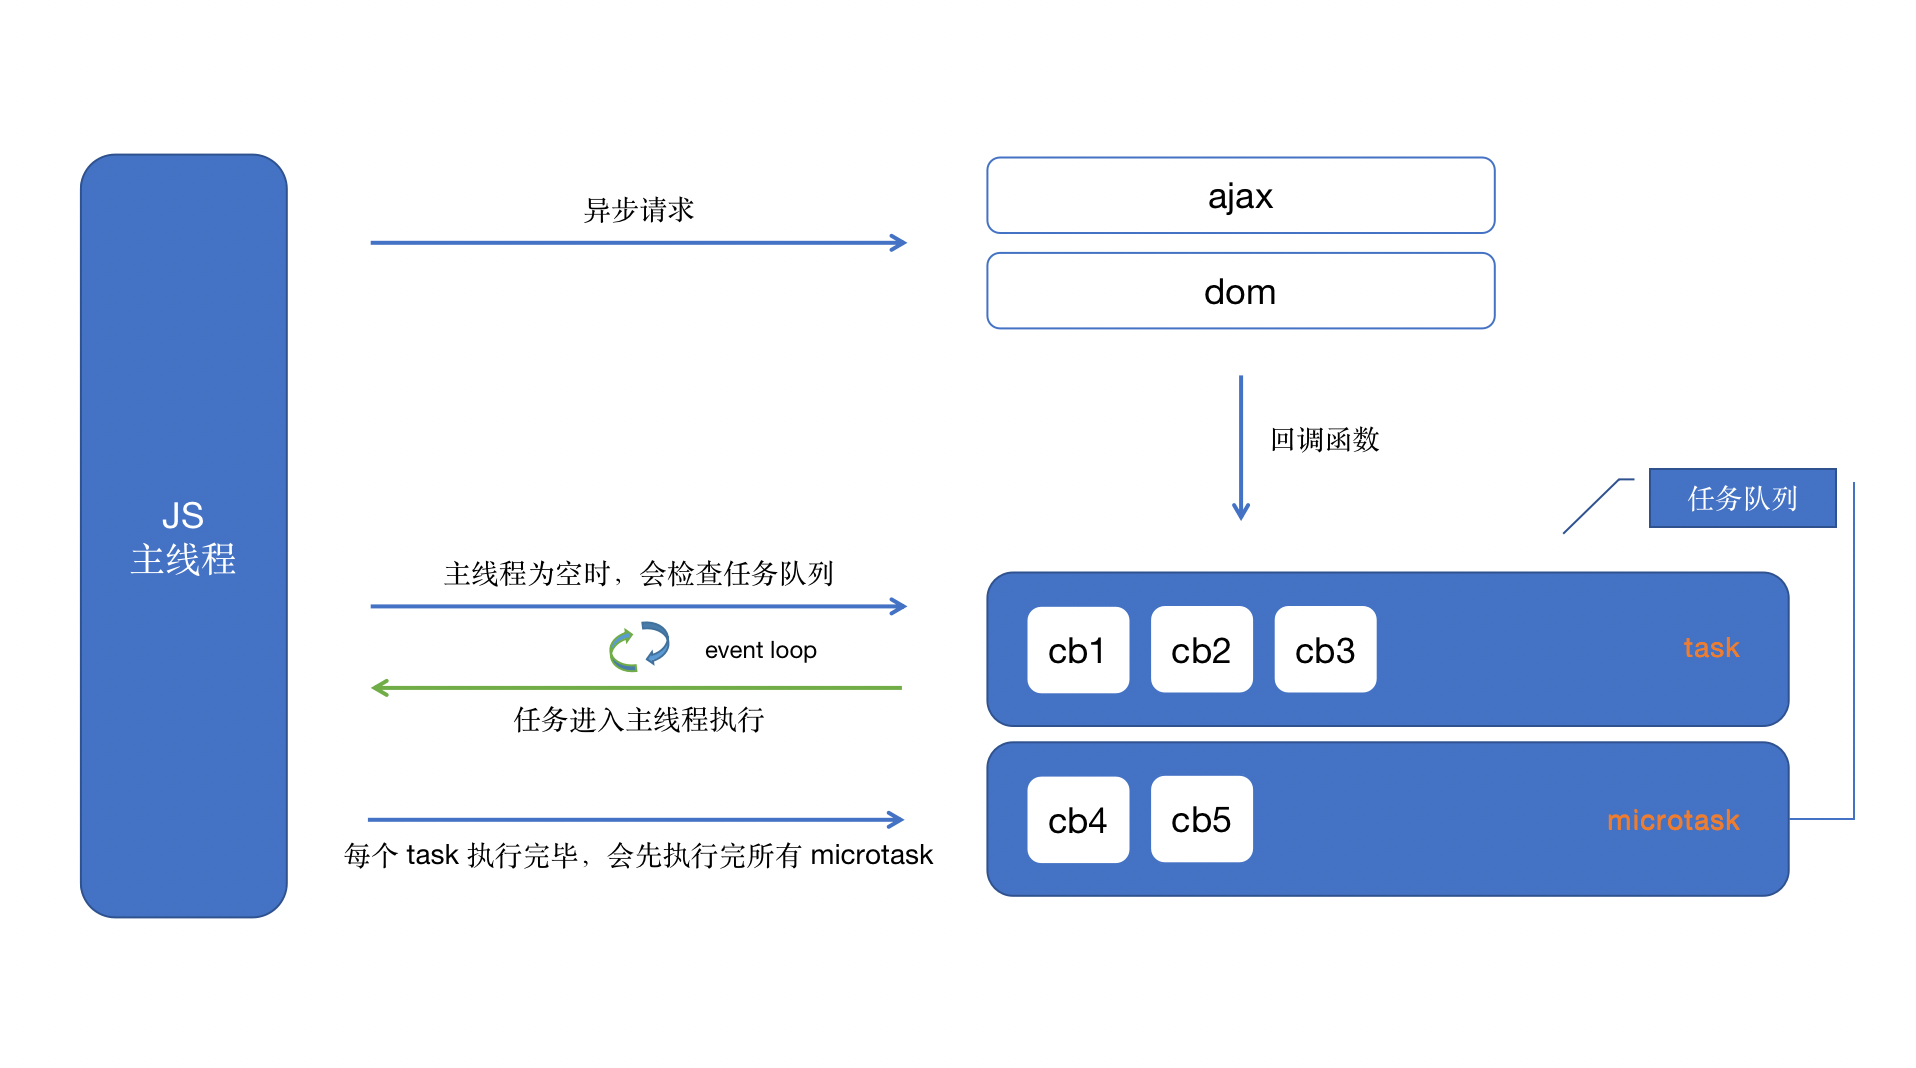 JS
主线程
异步请求
ajax
dom
回调函数
任务队列
主线程为空时，会检查任务队列
event loop
任务进入主线程执行
cb1 cb2 cb3 task
cb4 cb5 microtask
每个 task 执行完毕，会先执行完所有 microtask